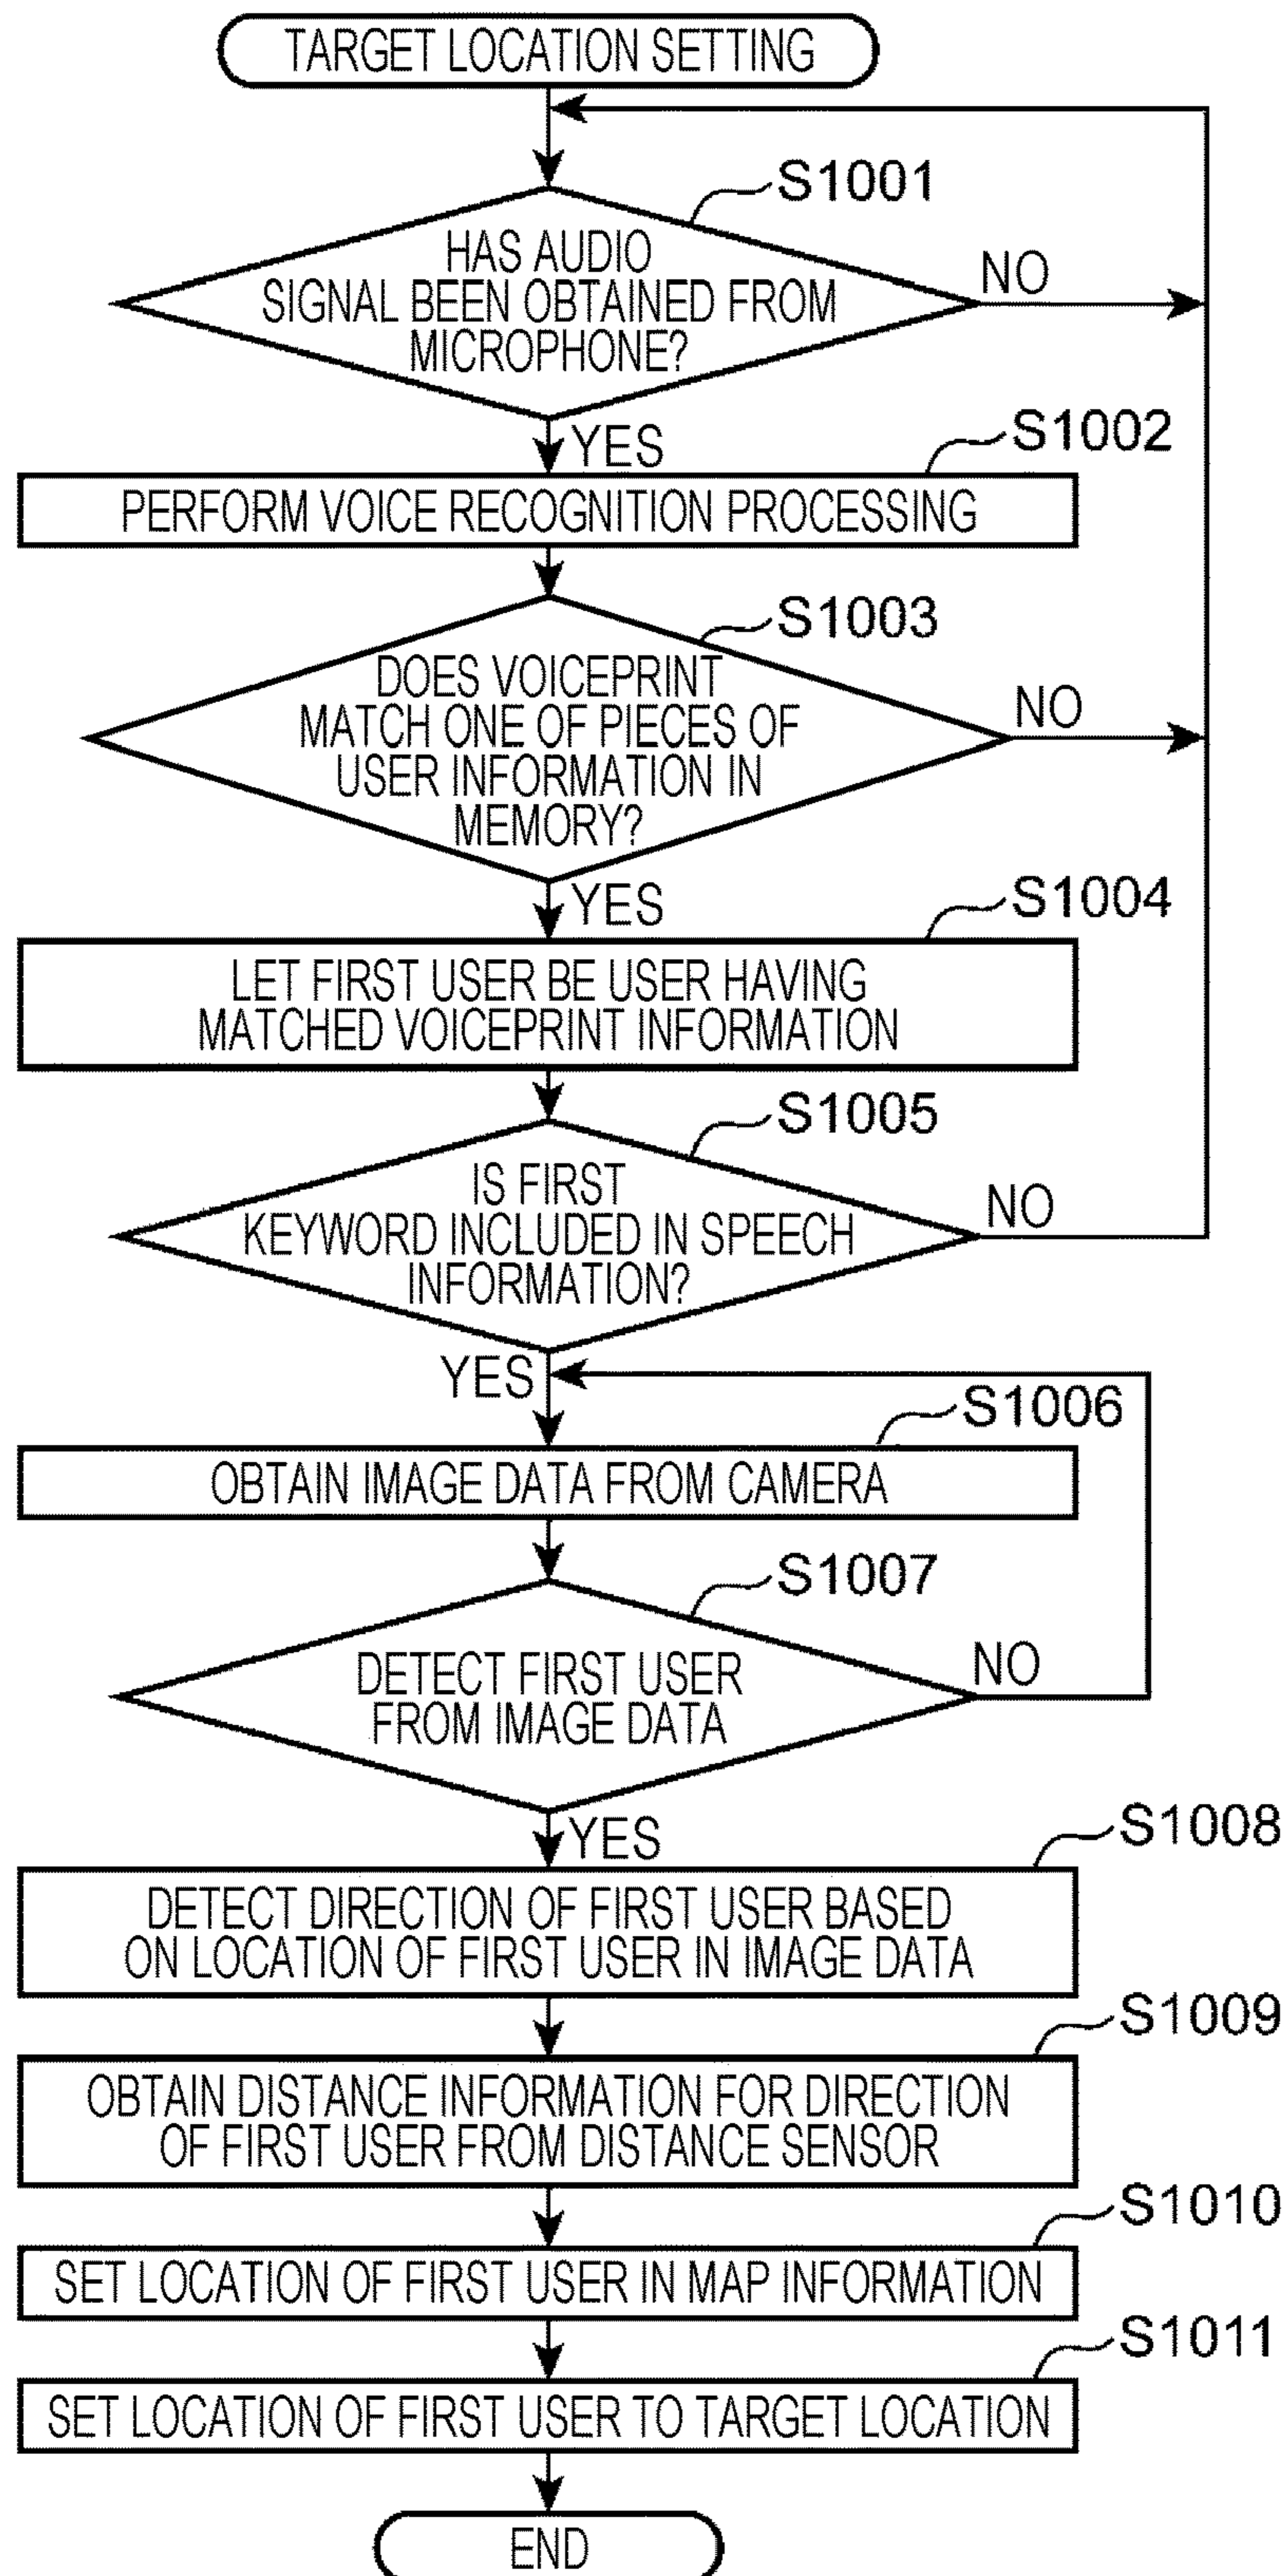 TARGET LOCATION SETTING
S1001
HAS AUDIO
SIGNAL BEEN OBTAINED FROM
MICROPHONE?
NO
YES
S1002
PERFORM VOICE RECOGNITION PROCESSING
S1003
DOES VOICEPRINT
MATCH ONE OF PIECES OF
USER INFORMATION IN
MEMORY?
NO
YES
S1004
LET FIRST USER BE USER HAVING
MATCHED VOICEPRINT INFORMATION
S1005
IS FIRST
KEYWORD INCLUDED IN SPEECH
INFORMATION?
NO
YES
S1006
OBTAIN IMAGE DATA FROM CAMERA
S1007
DETECT FIRST USER
FROM IMAGE DATA
NO
YES
S1008
DETECT DIRECTION OF FIRST USER BASED
ON LOCATION OF FIRST USER IN IMAGE DATA
S1009
OBTAIN DISTANCE INFORMATION FOR DIRECTION
OF FIRST USER FROM DISTANCE SENSOR
S1010
SET LOCATION OF FIRST USER IN MAP INFORMATION
S1011
SET LOCATION OF FIRST USER TO TARGET LOCATION
END